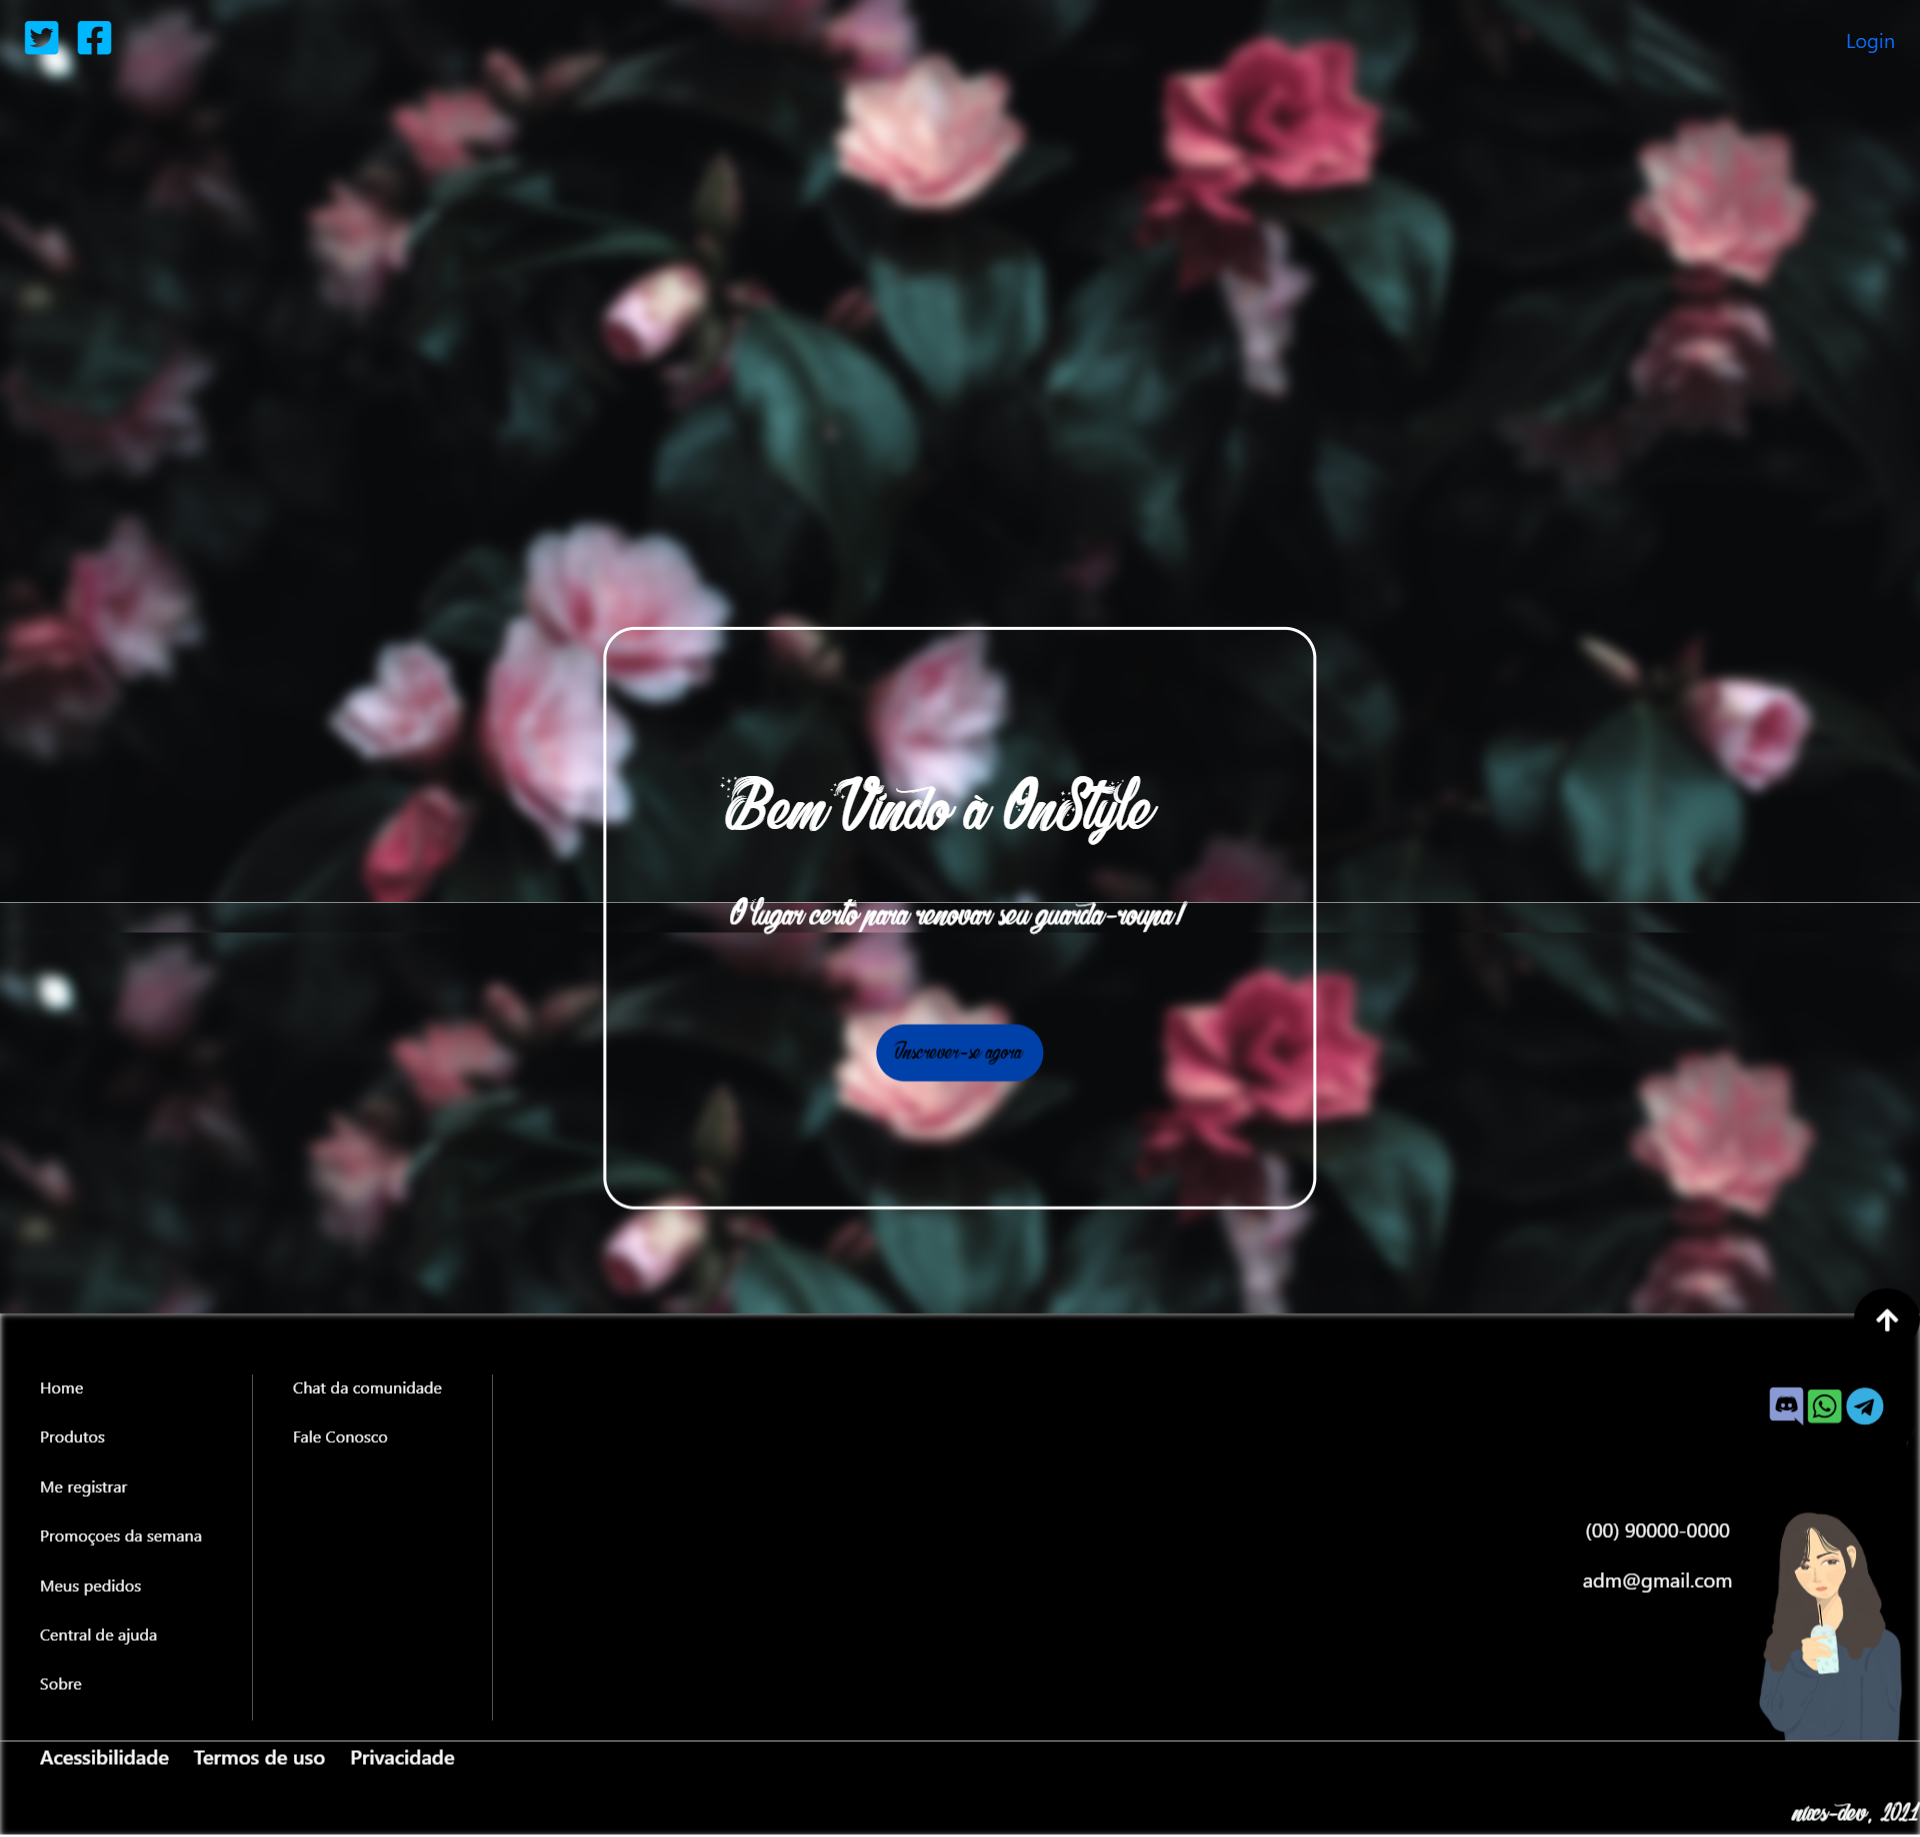 Login
Bem Vindo à OnStyle
O lugar certo para renovar seu guarda-roupa!
Inscrever-se agora
Home
Produtos
Me registrar
Promoçoes da semana
Meus pedidos
Central de ajuda
Sobre
Chat da comunidade
Fale Conosco
(00) 90000-0000
adm@gmail.com
Acessibilidade Termos de uso Privacidade
nixcs-dev, 2021